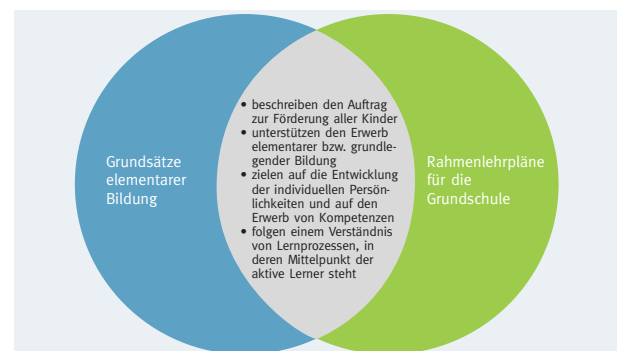 Grundsätze
elementarer
Bildung
• beschreiben den Auftrag
zur Förderung aller Kinder
• unterstützen den Erwerb
elementarer bzw. grundle-
gender Bildung
• zielen auf die Entwicklung
der individuellen Persön-
lichkeiten und auf den
Erwerb von Kompetenzen
• folgen einem Verständnis
von Lernprozessen, in
deren Mittelpunkt der
aktive Lerner steht
Rahmenlehrpläne
für die
Grundschule